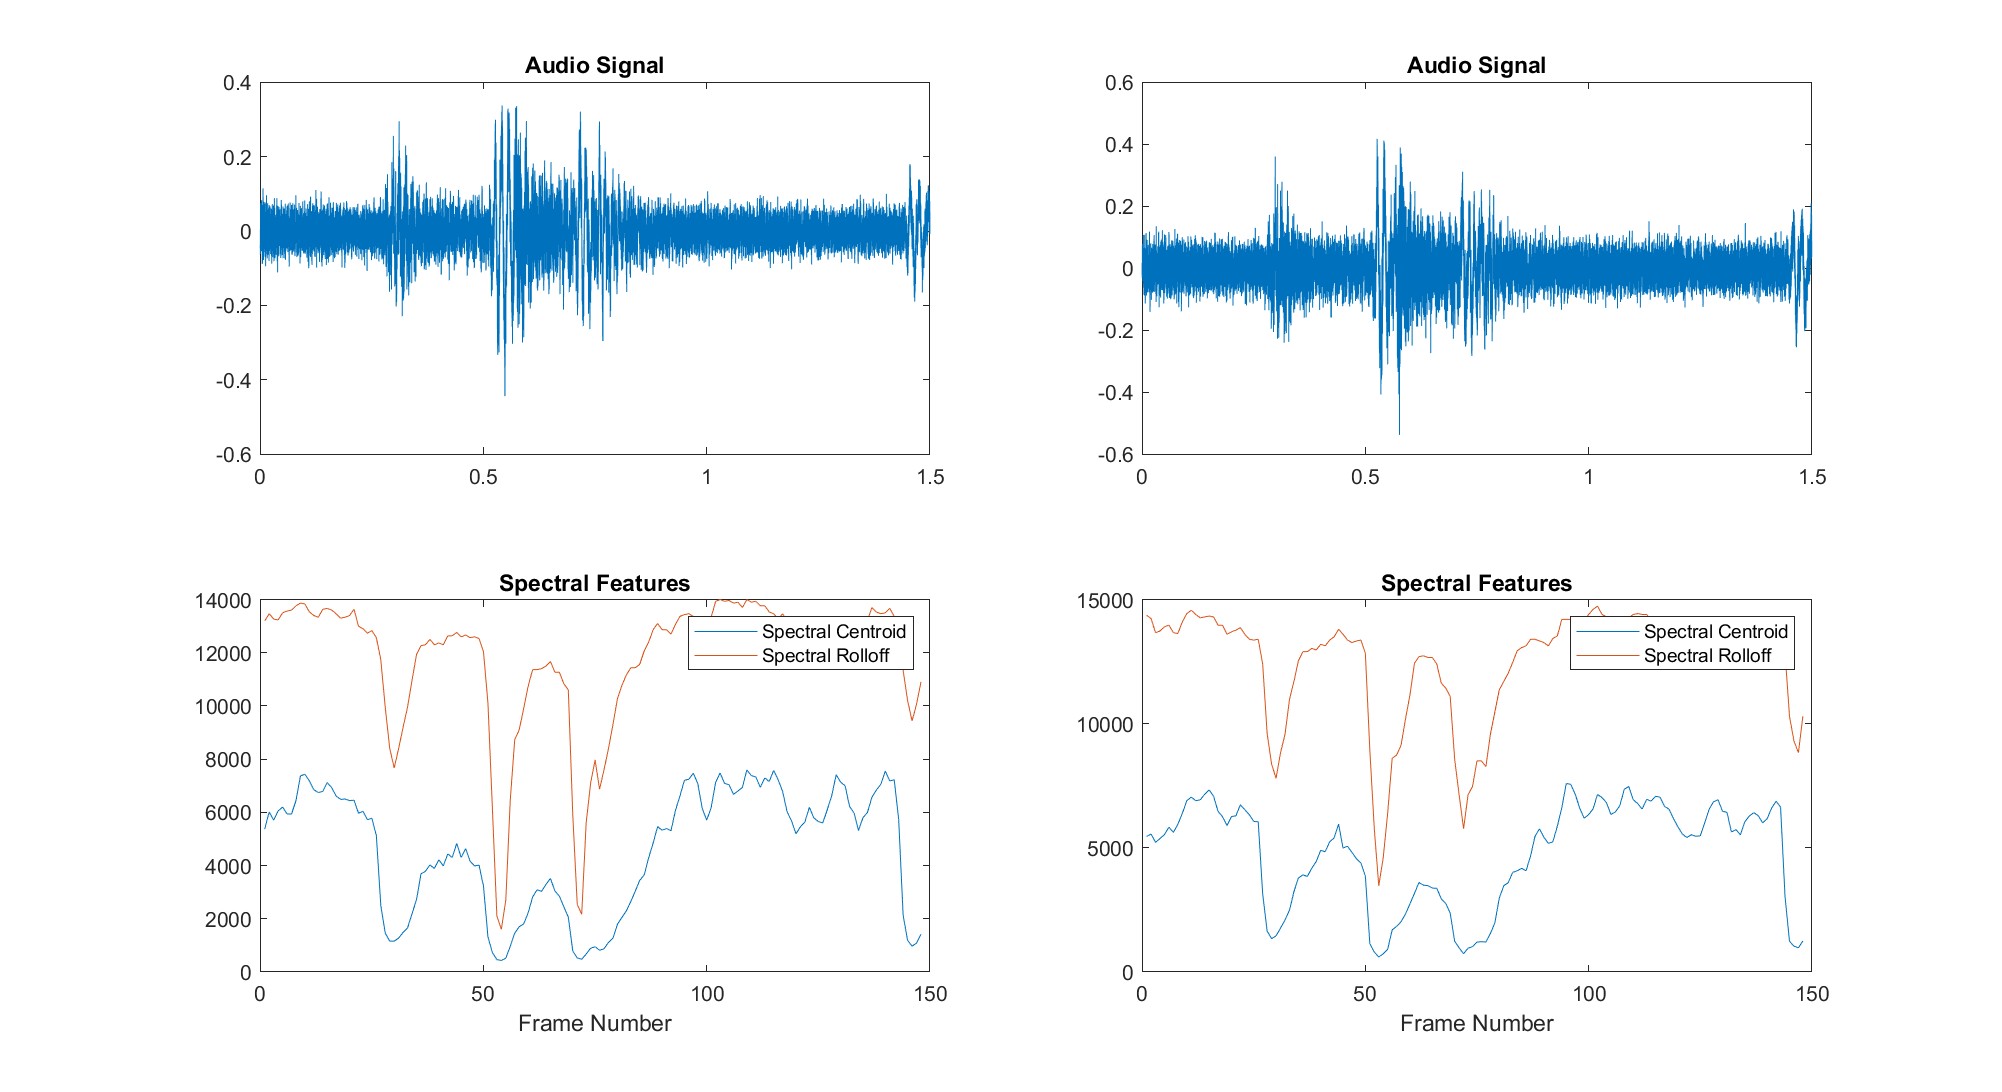 Audio Signal
0.4
0.2
0
-0.2
-0.4
-0.6
0 0.5 1 1.5
Audio Signal
0.6
0.4
0.2
0
-0.2
-0.4
-0.6
0 0.5 1 1.5
Spectral Features
14000
12000
10000
8000
6000
4000
2000
0
Spectral Centroid
Spectral Rolloff
0 50 100 150
Frame Number
Spectral Features
15000
10000
5000
0
Spectral Centroid
Spectral Rolloff
0 50 100 150
Frame Number